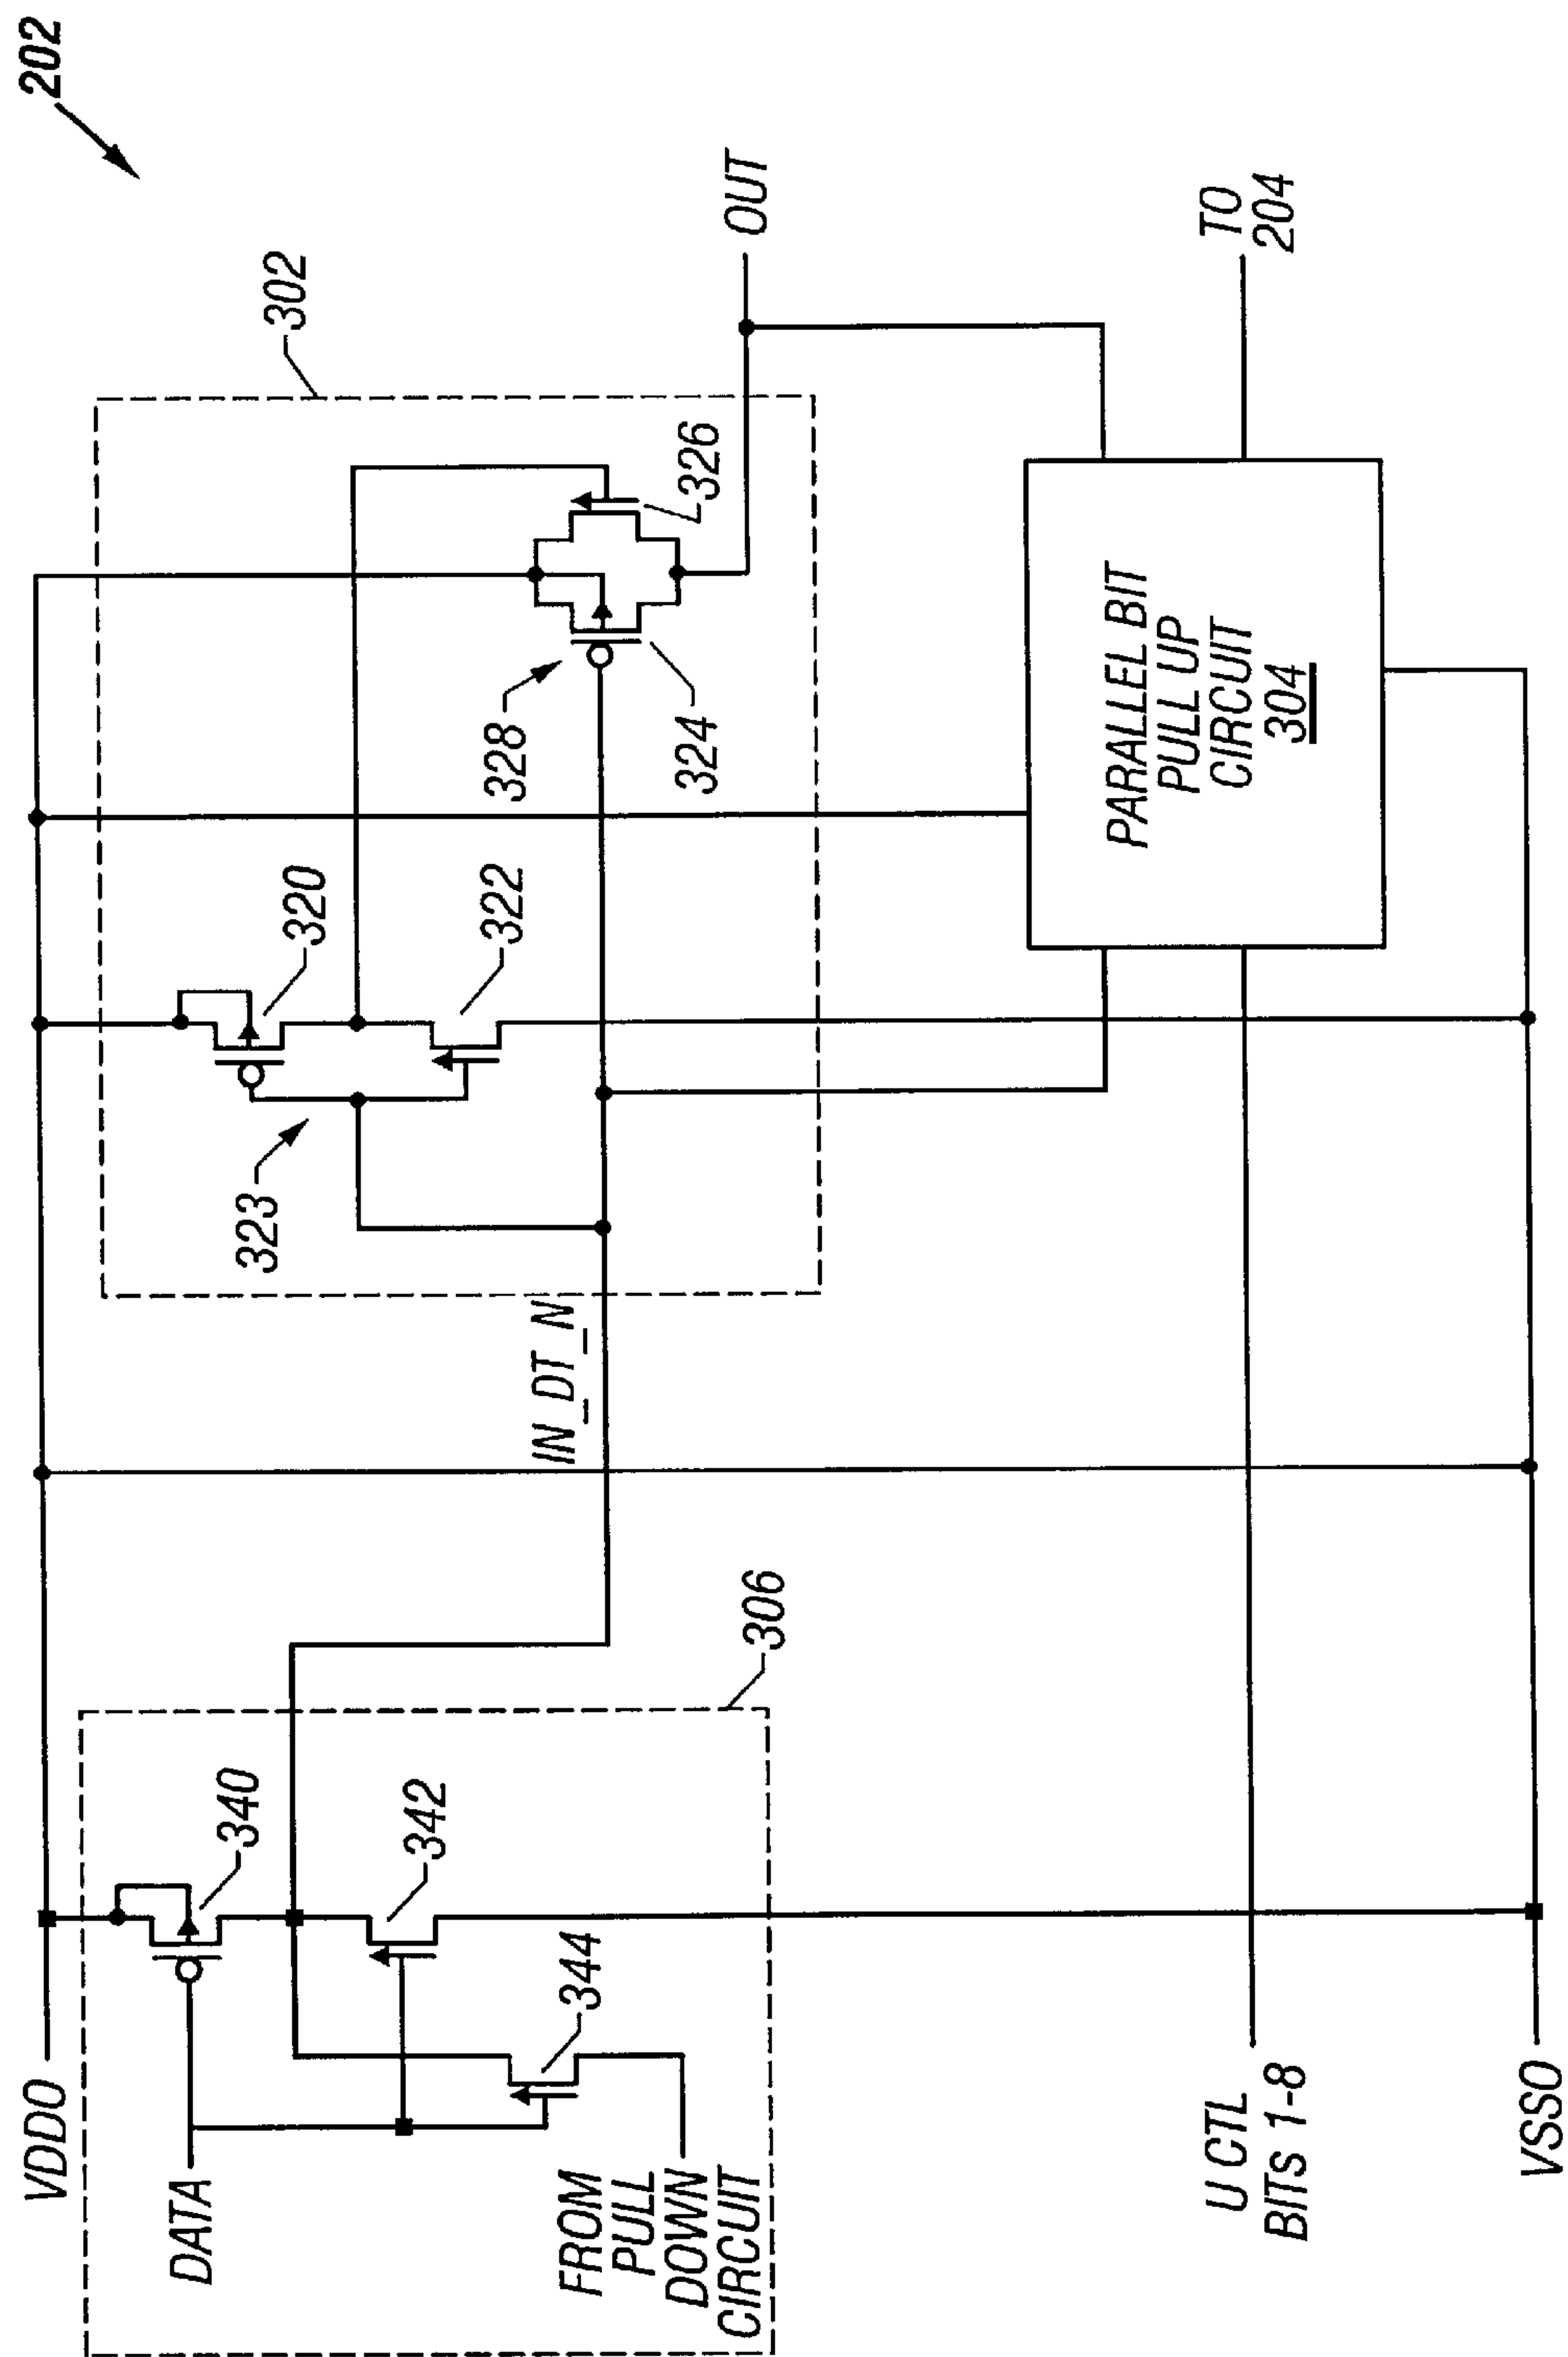 202
VDDO
DATA
FROM
PULL
DOWN
CIRCUIT
340
342
344
306
IN_DT_N
323
320
322
328
324
326
302
OUT
U CTL
BITs 1-8
VSSO
PARALLEL BIT
PULL UP
CIRCUIT
304
TO
204